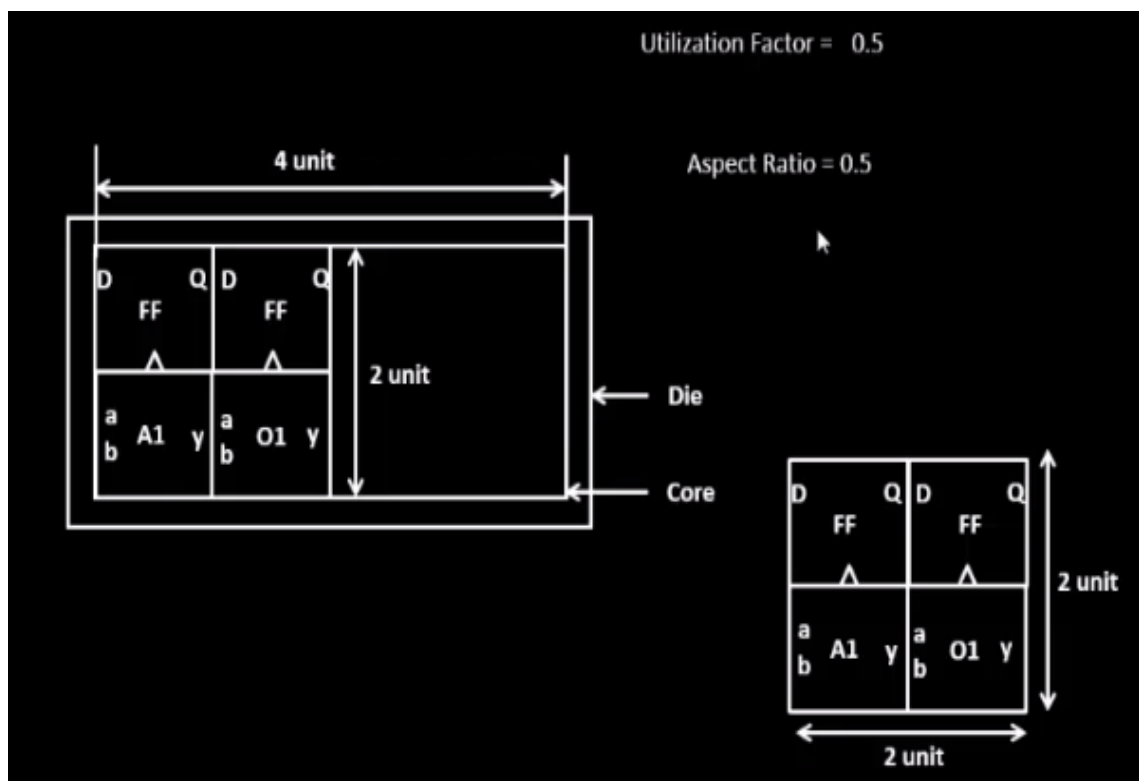 Utilization Factor = 0.5
4 unit
Aspect Ratio = 0.5
D Q D Q
FF FF
2 unit
Die
a A1 y a O1 y
b b
Core
D Q D Q
FF FF
2 unit
a A1 y a O1 y
b b
2 unit